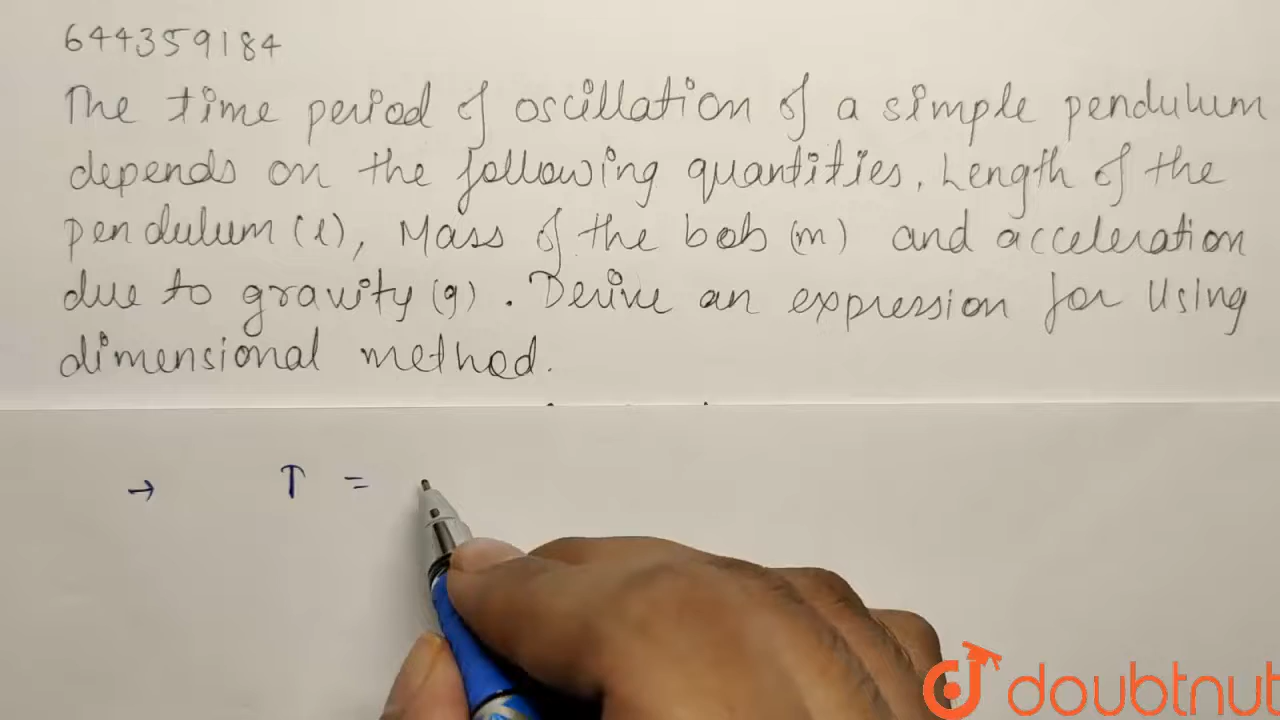 644359184
The time period of oscillation of a simple pendulum
depends on the following quantities, Length of the
pendulum (l), Mass of the bob (m) and acceleration
due to gravity (g). Derive an expression for Using
dimensional method.
→ T =
doubtnut